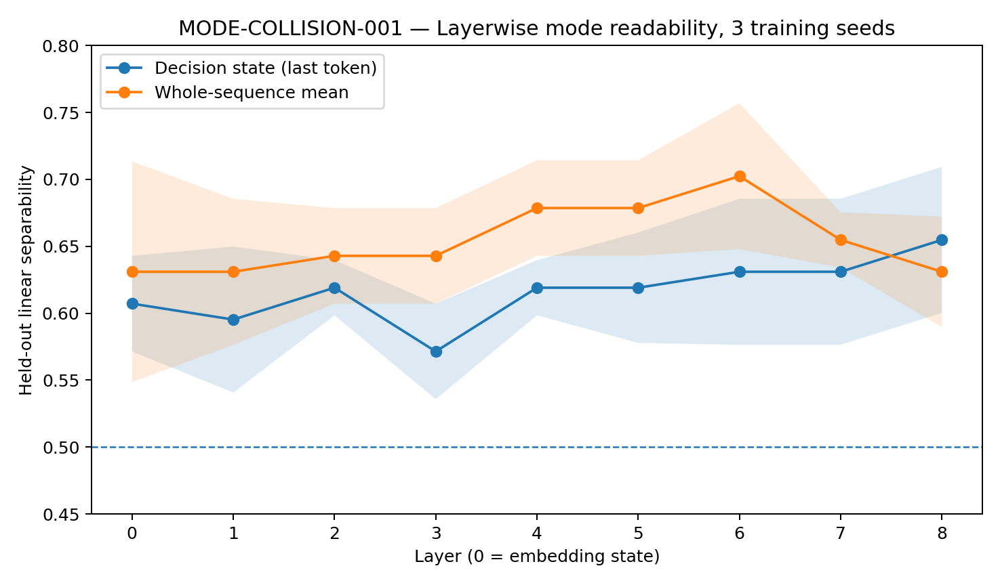 MODE-COLLISION-001 — Layerwise mode readability, 3 training seeds
Decision state (last token)
Whole-sequence mean
Held-out linear separability
0.80
0.75
0.70
0.65
0.60
0.55
0.50
0.45
0 1 2 3 4 5 6 7 8
Layer (0 = embedding state)